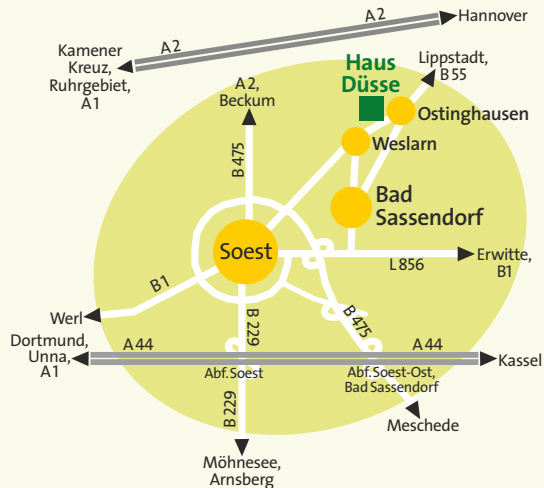 A 2
Hannover
A 2
Kamener
Kreuz,
Ruhrgebiet,
A 1
Haus
Düsse
Lippstadt,
B 55
A 2,
Beckum
Ostinghausen
B 475
Weslarn
Bad
Sassendorf
Soest
L 856
Erwitte,
B1
B1
Werl
B 229
B 475
Dortmund,
Unna,
A 1
A 44
A 44
Kassel
Abf. Soest
Abf. Soest-Ost,
Bad Sassendorf
B 229
Meschede
Möhnesee,
Arnsberg